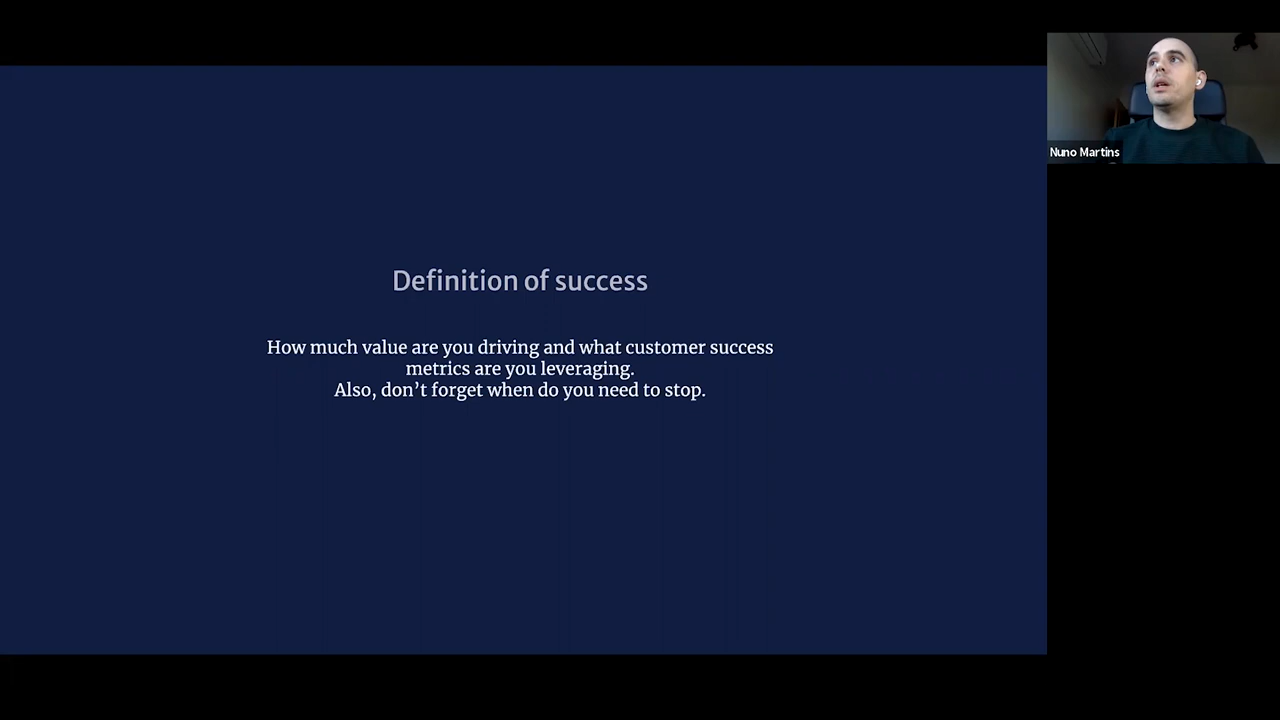 Definition of success
How much value are you driving and what customer success
metrics are you leveraging.
Also, don’t forget when do you need to stop.
Nuno Martins